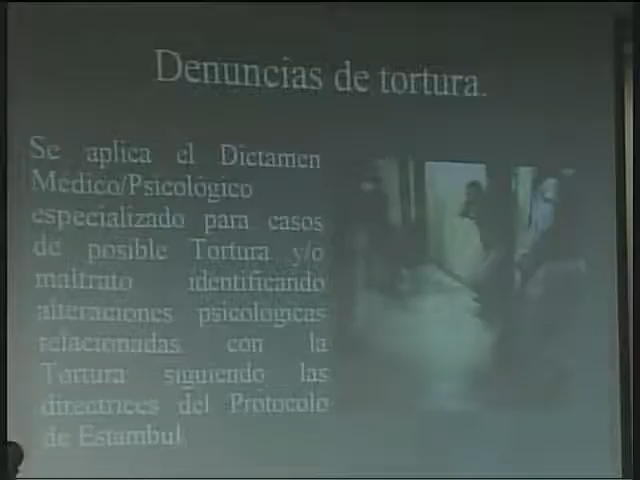 Denuncias de tortura.
Se aplica el Dictamen
Medico/Psicológico
especializado para casos
de posible Tortura y/o
maltrato identificando
alteraciones psicologicas
relacionadas con la
Tortura siguiendo las
directrices del Protocolo
de Estambul